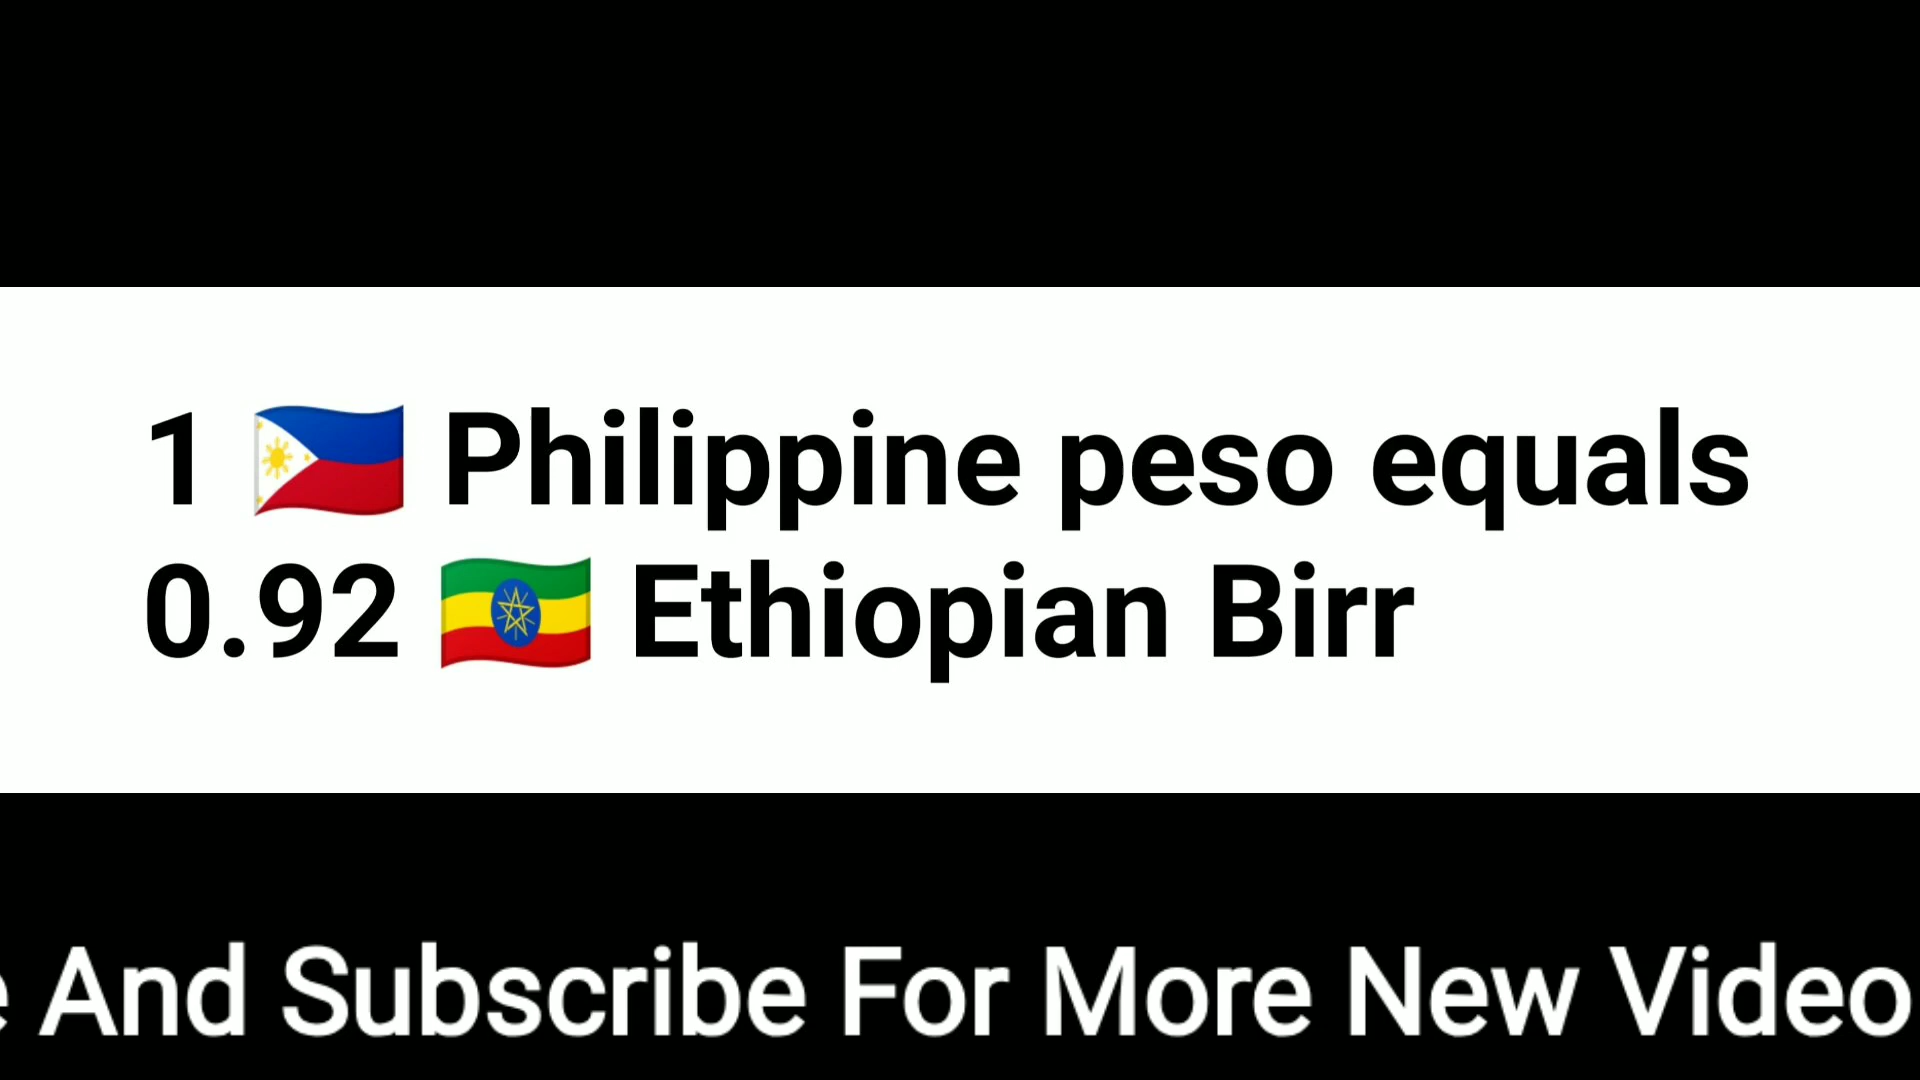 1 🇵🇭 Philippine peso equals
0.92 🇪🇹 Ethiopian Birr
And Subscribe For More New Video